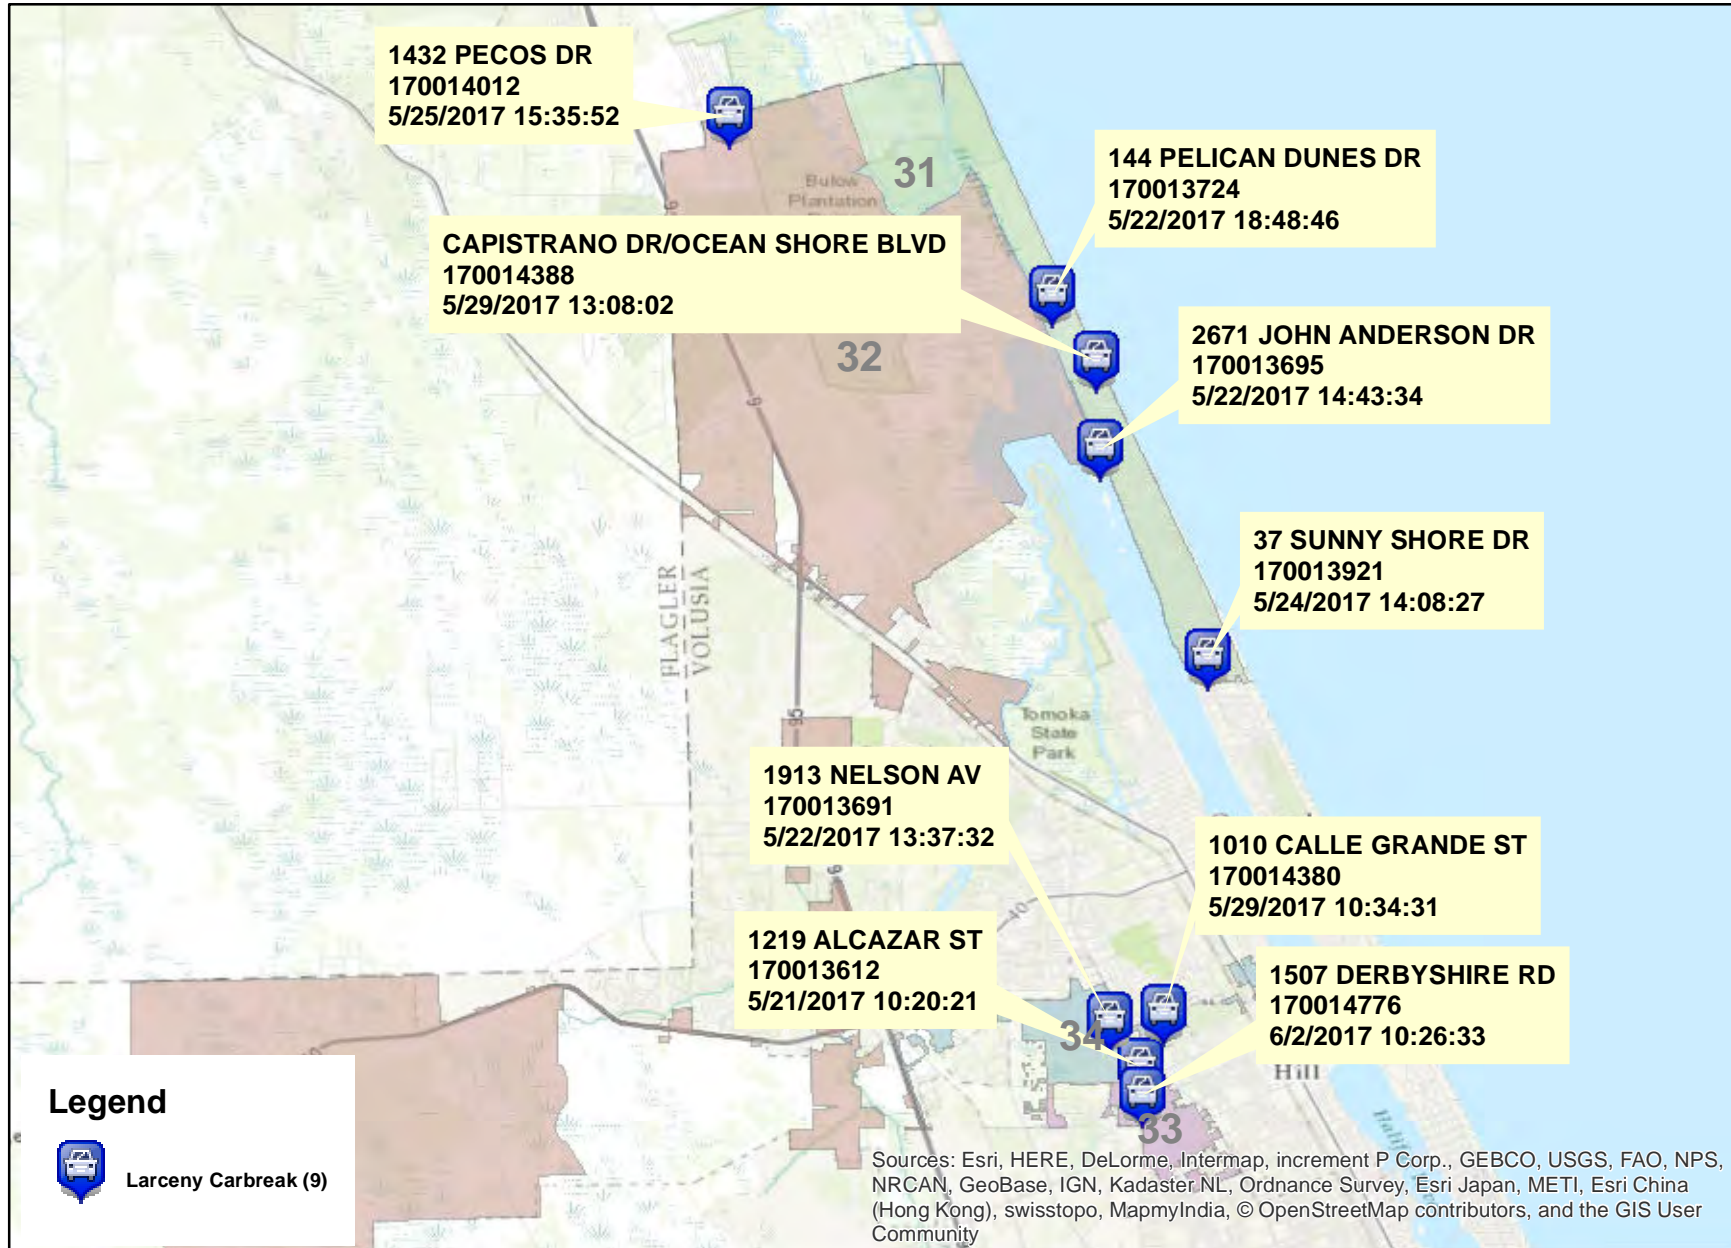 1432 PECOS DR
170014012
5/25/2017 15:35:52
31
Bulow
Plantation
144 PELICAN DUNES DR
170013724
5/22/2017 18:48:46
CAPISTRANO DR/OCEAN SHORE BLVD
170014388
5/29/2017 13:08:02
32
2671 JOHN ANDERSON DR
170013695
5/22/2017 14:43:34
37 SUNNY SHORE DR
170013921
5/24/2017 14:08:27
FLAGLER
VOLUSIA
95
Tomoka
State
Park
1913 NELSON AV
170013691
5/22/2017 13:37:32
1010 CALLE GRANDE ST
170014380
5/29/2017 10:34:31
40
1219 ALCAZAR ST
170013612
5/21/2017 10:20:21
1507 DERBYSHIRE RD
170014776
6/2/2017 10:26:33
34
Hill
33
Legend
Larceny Carbreak (9)
Sources: Esri, HERE, DeLorme, Intermap, increment P Corp., GEBCO, USGS, FAO, NPS,
NRCAN, GeoBase, IGN, Kadaster NL, Ordnance Survey, Esri Japan, METI, Esri China
(Hong Kong), swisstopo, MapmyIndia, © OpenStreetMap contributors, and the GIS User
Community